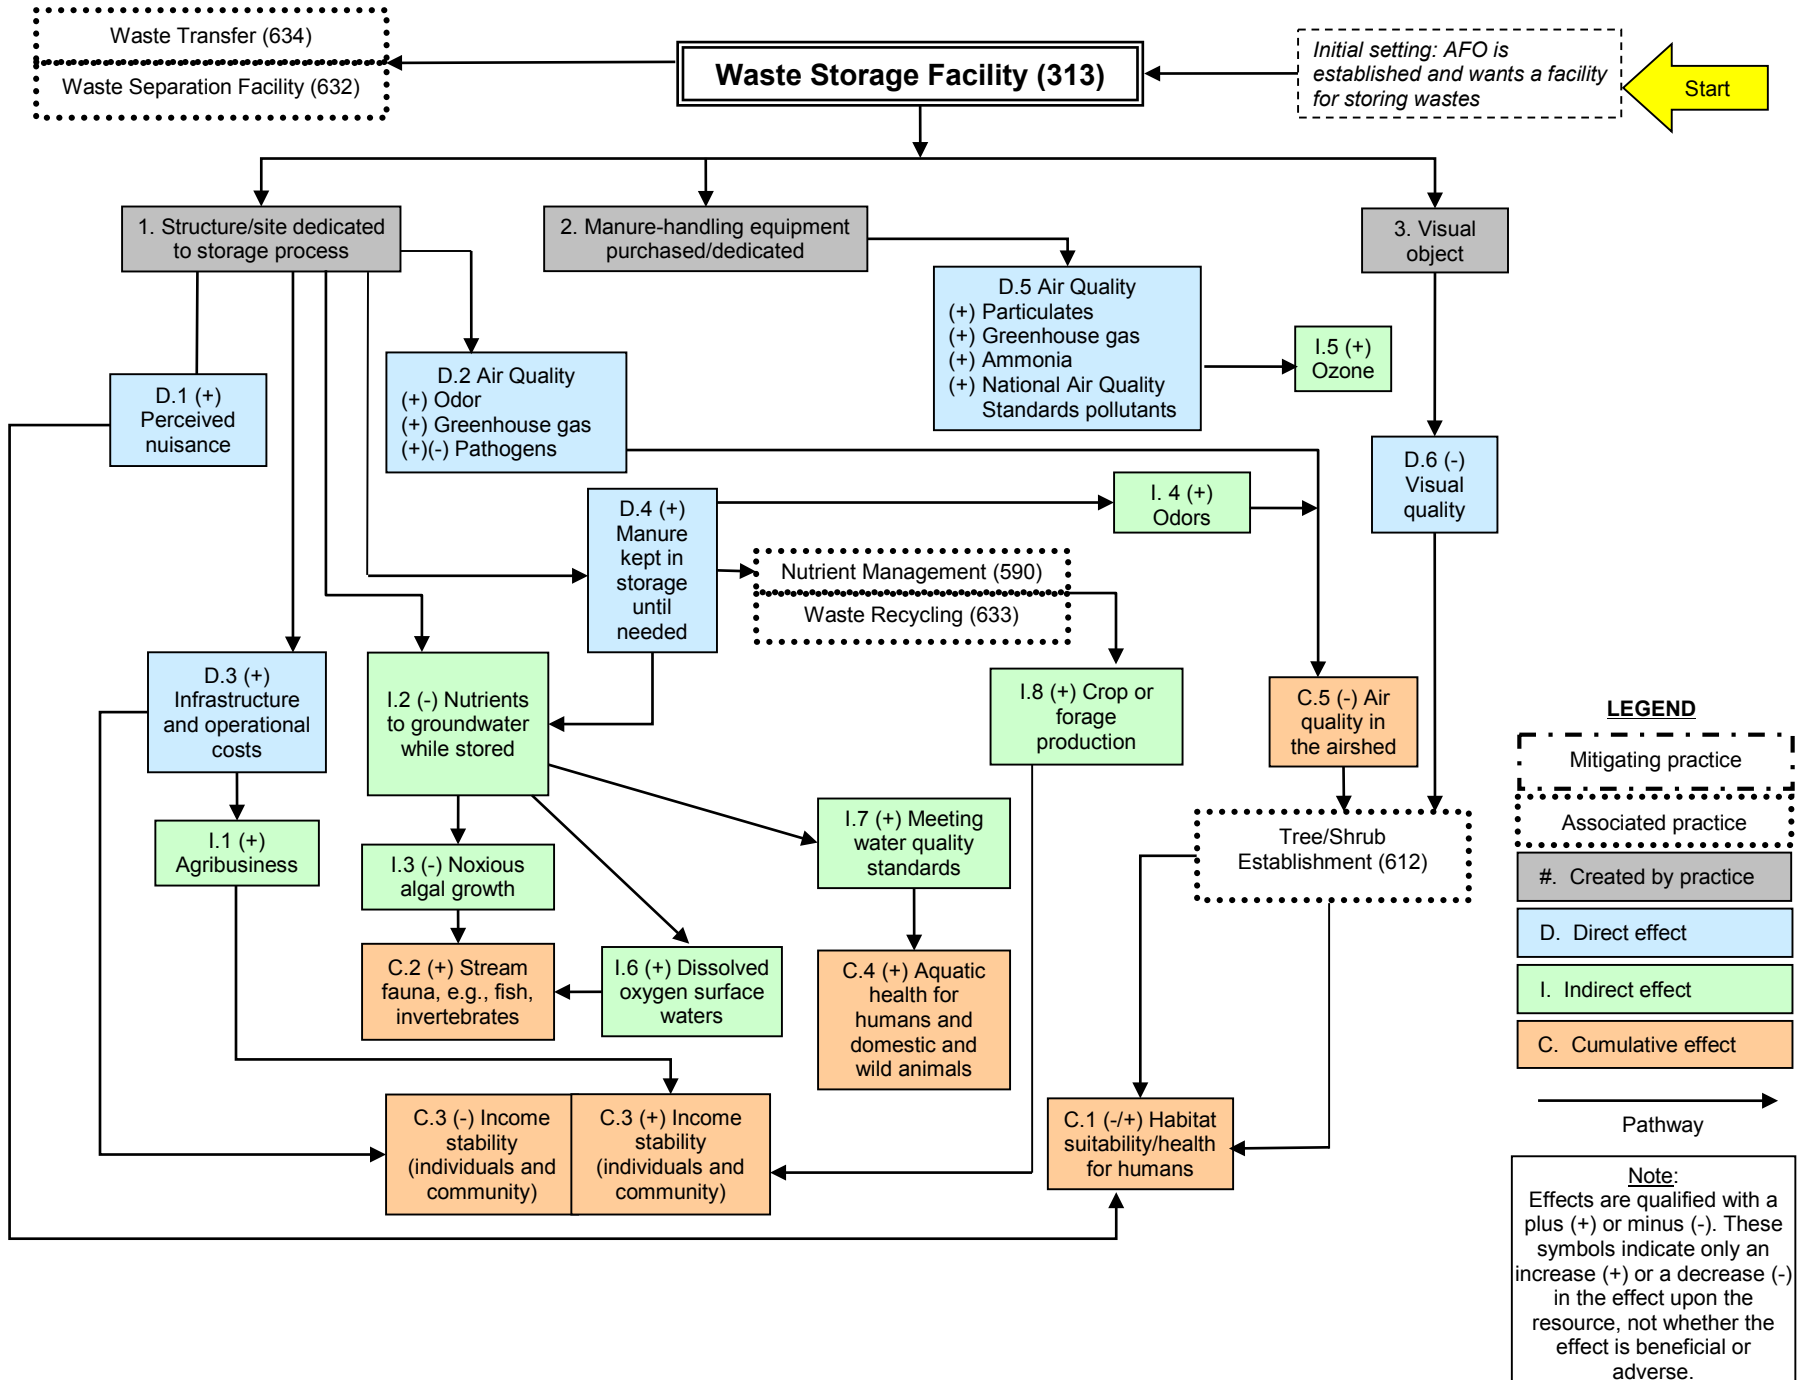 Waste Transfer (634)
Waste Separation Facility (632)
Waste Storage Facility (313)
Initial setting: AFO is
established and wants a facility
for storing wastes
Start
1. Structure/site dedicated
to storage process
2. Manure-handling equipment
purchased/dedicated
3. Visual
object
D.1 (+)
Perceived
nuisance
D.2 Air Quality
(+) Odor
(+) Greenhouse gas
(+)(-) Pathogens
D.5 Air Quality
(+) Particulates
(+) Greenhouse gas
(+) Ammonia
(+) National Air Quality
Standards pollutants
I.5 (+)
Ozone
D.6 (-)
Visual
quality
D.4 (+)
Manure
kept in
storage
until
needed
I. 4 (+)
Odors
Nutrient Management (590)
Waste Recycling (633)
D.3 (+)
Infrastructure
and operational
costs
I.2 (-) Nutrients
to groundwater
while stored
I.8 (+) Crop or
forage
production
C.5 (-) Air
quality in
the airshed
I.1 (+)
Agribusiness
I.3 (-) Noxious
algal growth
I.7 (+) Meeting
water quality
standards
Tree/Shrub
Establishment (612)
C.2 (+) Stream
fauna, e.g., fish,
invertebrates
I.6 (+) Dissolved
oxygen surface
waters
C.4 (+) Aquatic
health for
humans and
domestic and
wild animals
C.3 (-) Income
stability
(individuals and
community)
C.3 (+) Income
stability
(individuals and
community)
C.1 (-/+) Habitat
suitability/health
for humans
LEGEND
Mitigating practice
Associated practice
#. Created by practice
D. Direct effect
I. Indirect effect
C. Cumulative effect
Pathway
Note:
Effects are qualified with a
plus (+) or minus (-). These
symbols indicate only an
increase (+) or a decrease (-)
in the effect upon the
resource, not whether the
effect is beneficial or
adverse.